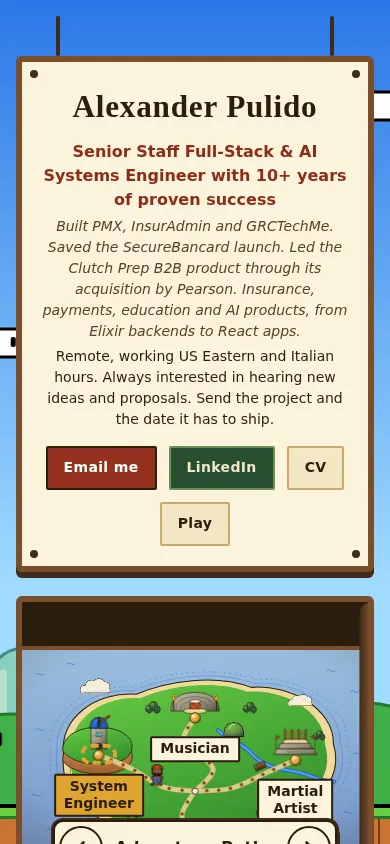 Alexander Pulido
Senior Staff Full-Stack & AI
Systems Engineer with 10+ years
of proven success
Built PMX, InsurAdmin and GRCTechMe.
Saved the SecureBancard launch. Led the
Clutch Prep B2B product through its
acquisition by Pearson. Insurance,
payments, education and AI products, from
Elixir backends to React apps.
Remote, working US Eastern and Italian
hours. Always interested in hearing new
ideas and proposals. Send the project and
the date it has to ship.
Email me
LinkedIn
CV
Play
Musician
System
Engineer
Martial
Artist